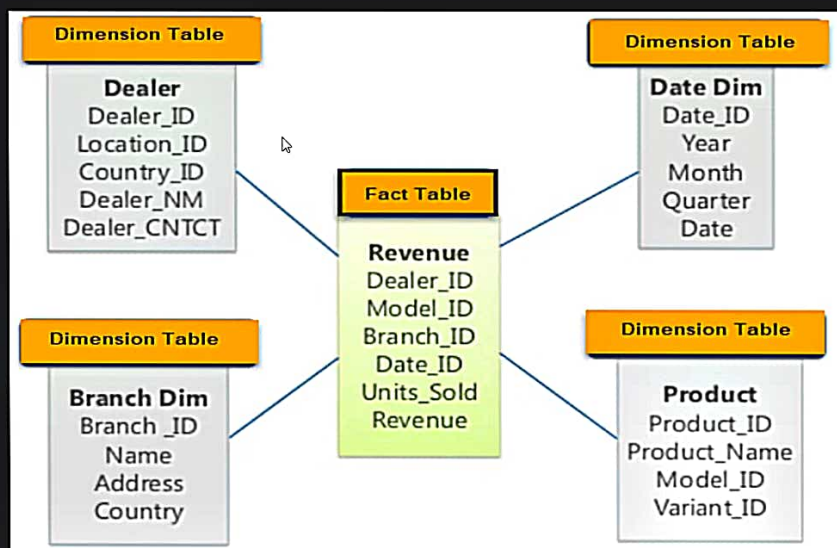 Dimension Table
Dealer
Dealer_ID
Location_ID
Country_ID
Dealer_NM
Dealer_CNTCT
Dimension Table
Date Dim
Date_ID
Year
Month
Quarter
Date
Fact Table
Revenue
Dealer_ID
Model_ID
Branch_ID
Date_ID
Units_Sold
Revenue
Dimension Table
Branch Dim
Branch _ID
Name
Address
Country
Dimension Table
Product
Product_ID
Product_Name
Model_ID
Variant_ID